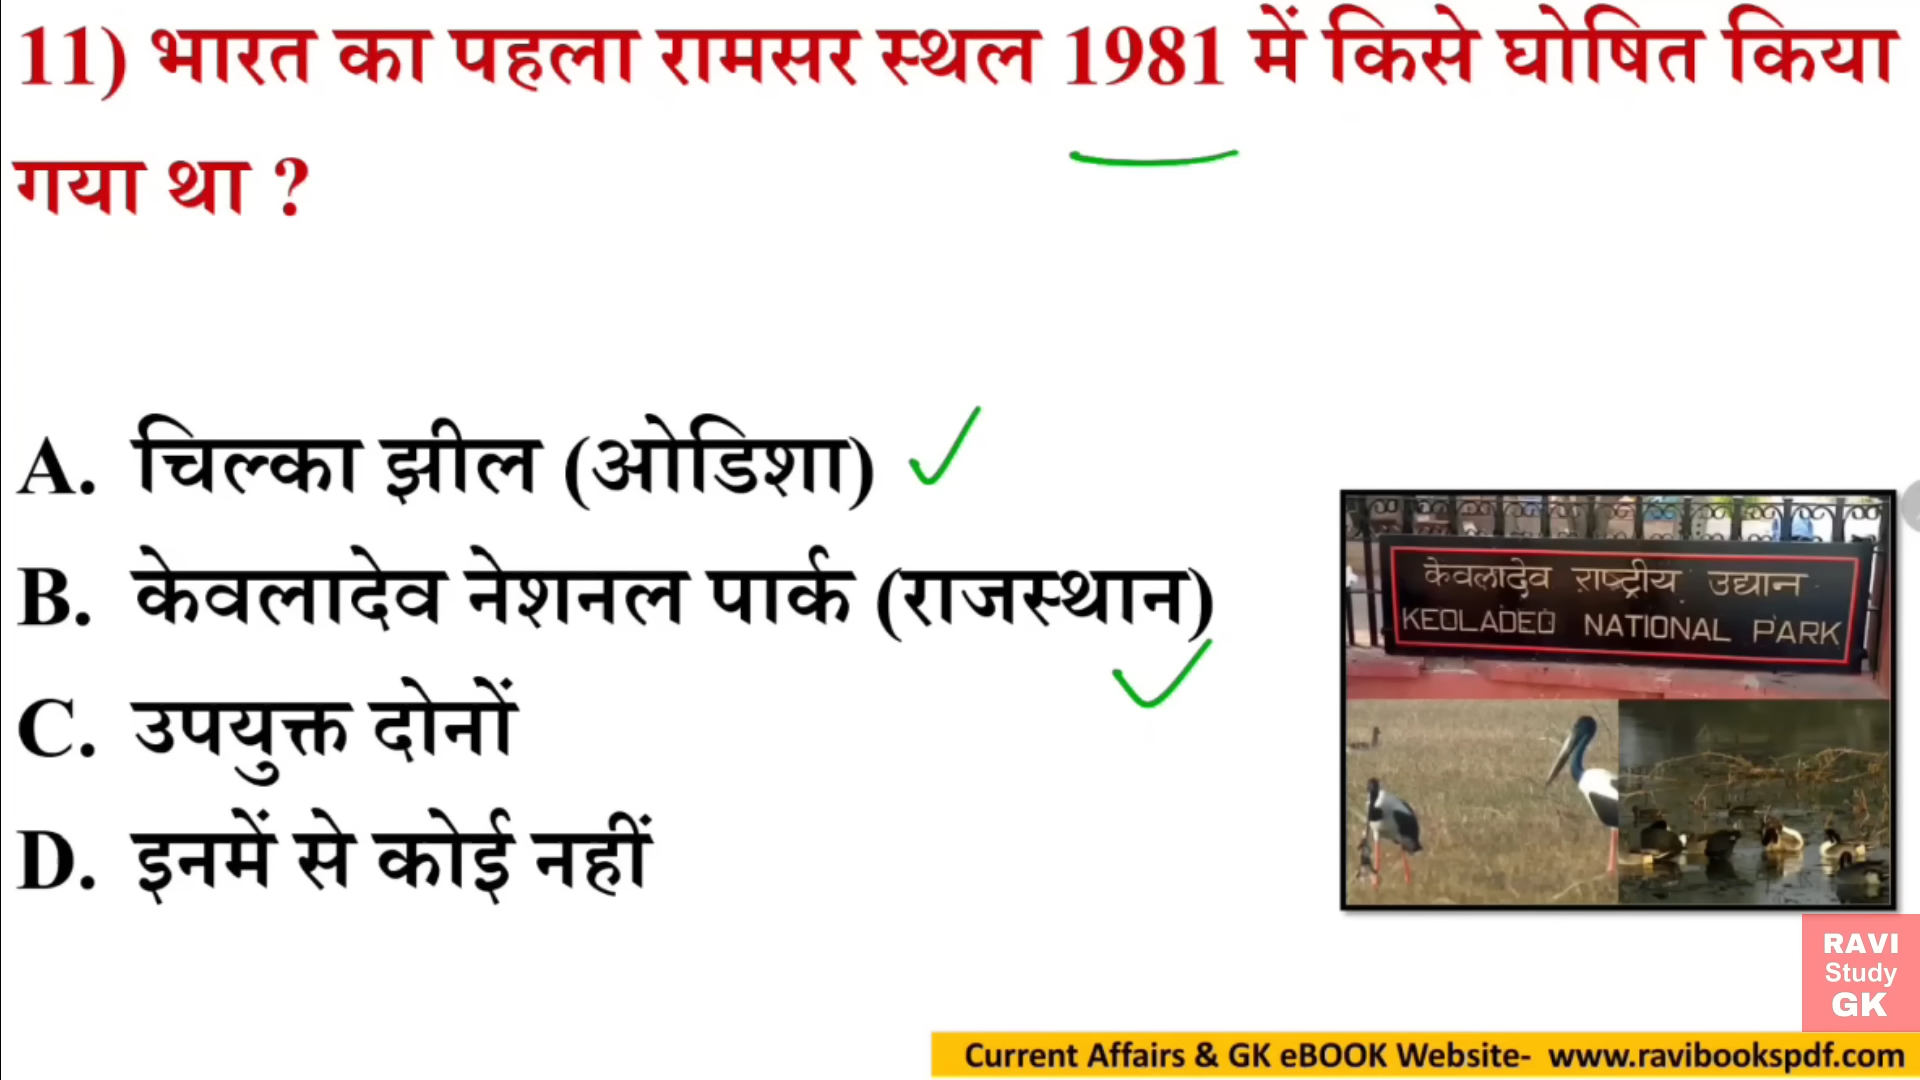 11) भारत का पहला रामसर स्थल 1981 में किसे घोषित किया
गया था ?
A. चिल्का झील (ओडिशा)
B. केवलादेव नेशनल पार्क (राजस्थान)
C. उपयुक्त दोनों
D. इनमें से कोई नहीं
केवलादेव राष्ट्रीय उद्यान
KEOLADEO NATIONAL PARK
RAVI
Study
GK
Current Affairs & GK eBOOK Website- www.ravibookspdf.com